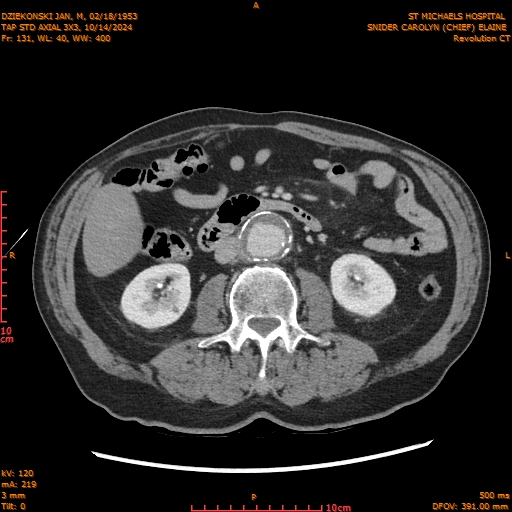 A
DZIEKONSKI JAN, M, 02/18/1953
TAP STD AXIAL 3X3, 10/14/2024
Fr: 131, WL: 40, WW: 400
ST MICHAELS HOSPITAL
SNIDER CAROLYN (CHIEF) ELAINE
Revolution CT
R
L
10
cm
kV: 120
mA: 219
3 mm
Tilt: 0
P
10cm
500 ms
DFOV: 391.00 mm